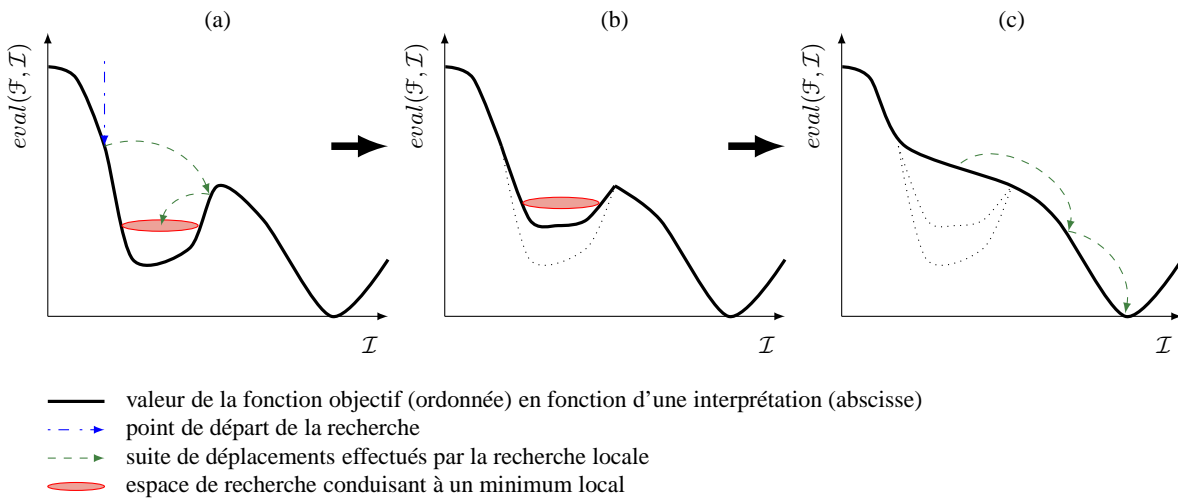 (a)
(b)
(c)
eval(ℱ, ℐ)
eval(ℱ, ℐ)
eval(ℱ, ℐ)
ℐ
ℐ
ℐ
valeur de la fonction objectif (ordonnée) en fonction d'une interprétation (abscisse)
point de départ de la recherche
suite de déplacements effectués par la recherche locale
espace de recherche conduisant à un minimum local